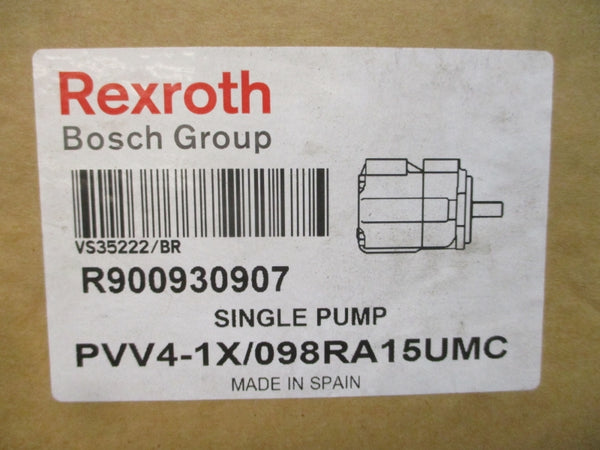 Rexroth
Bosch Group
VS35222/BR
R900930907
SINGLE PUMP
PVV4-1X/098RA15UMC
MADE IN SPAIN